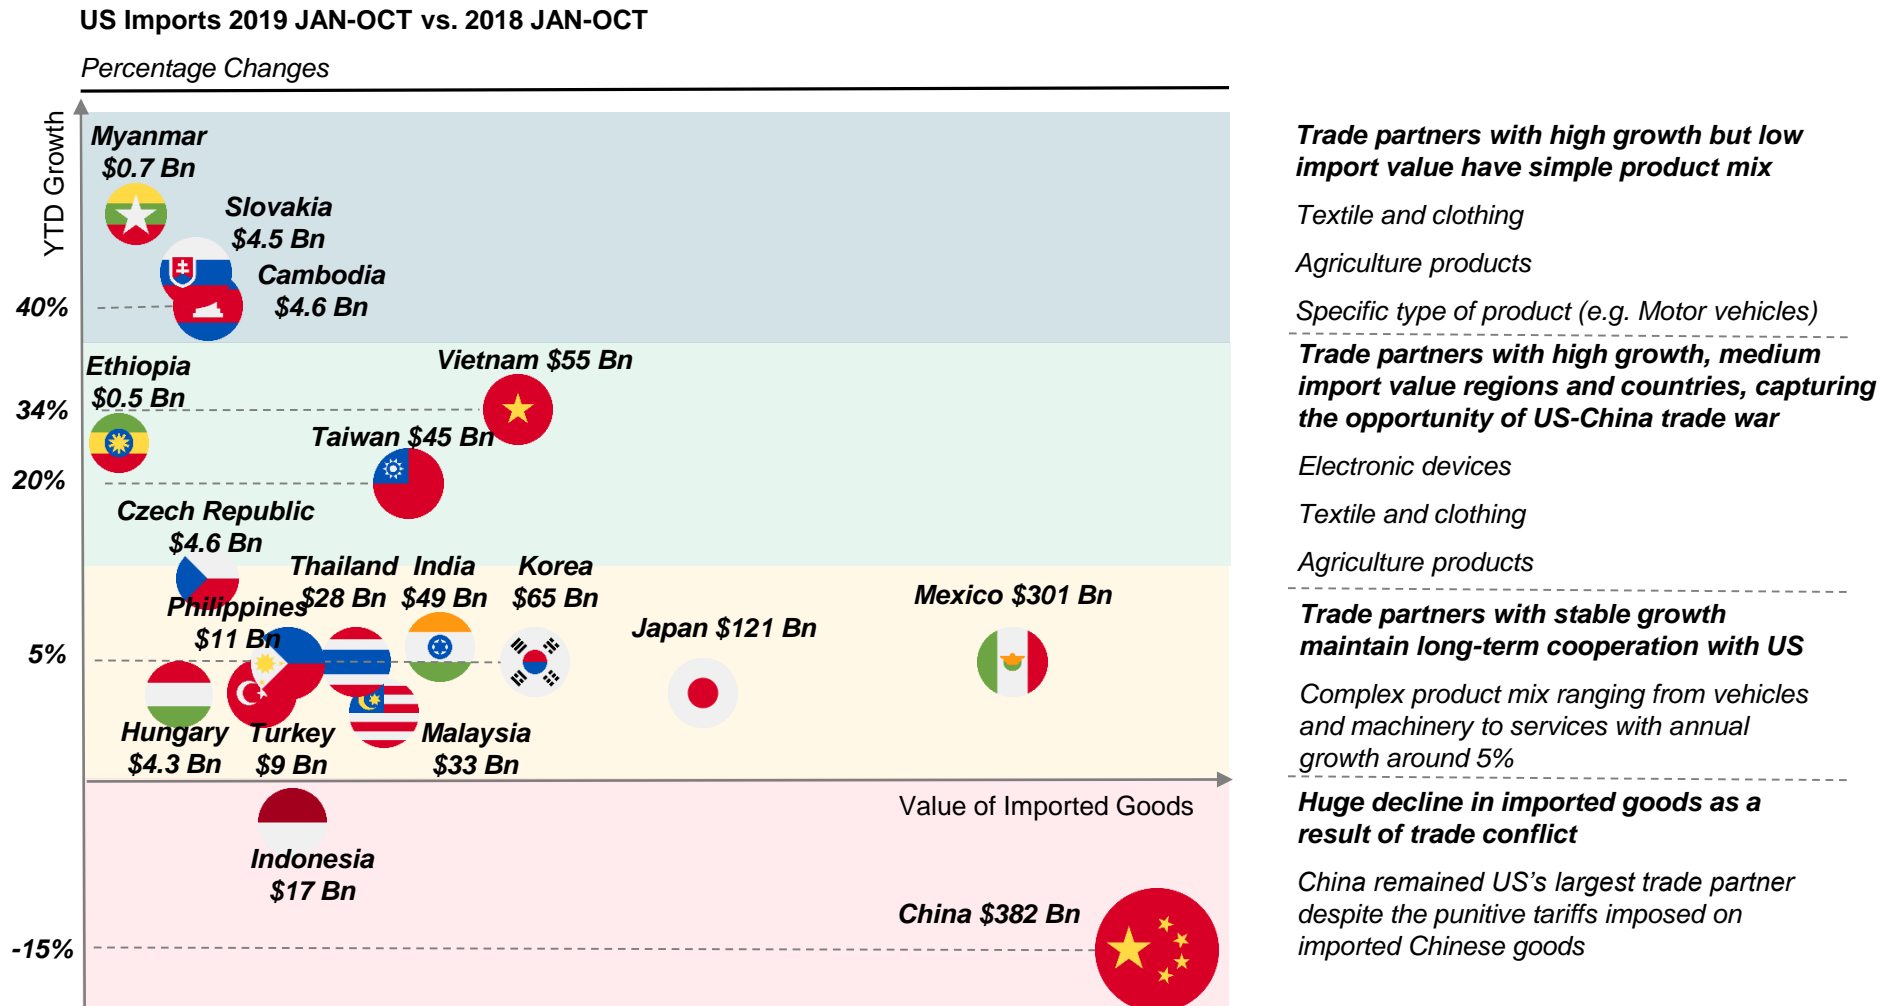 US Imports 2019 JAN-OCT vs. 2018 JAN-OCT
Percentage Changes
YTD Growth
Myanmar
$0.7 Bn
Slovakia
$4.5 Bn
Cambodia
$4.6 Bn
40%
Ethiopia
$0.5 Bn
Vietnam $55 Bn
34%
Taiwan $45 Bn
20%
Czech Republic
$4.6 Bn
Thailand
$28 Bn
India
$49 Bn
Korea
$65 Bn
Philippines
$11 Bn
Japan $121 Bn
Mexico $301 Bn
5%
Hungary
$4.3 Bn
Turkey
$9 Bn
Malaysia
$33 Bn
Value of Imported Goods
Indonesia
$17 Bn
China $382 Bn
-15%
Trade partners with high growth but low
import value have simple product mix
Textile and clothing
Agriculture products
Specific type of product (e.g. Motor vehicles)
Trade partners with high growth, medium
import value regions and countries, capturing
the opportunity of US-China trade war
Electronic devices
Textile and clothing
Agriculture products
Trade partners with stable growth
maintain long-term cooperation with US
Complex product mix ranging from vehicles
and machinery to services with annual
growth around 5%
Huge decline in imported goods as a
result of trade conflict
China remained US's largest trade partner
despite the punitive tariffs imposed on
imported Chinese goods